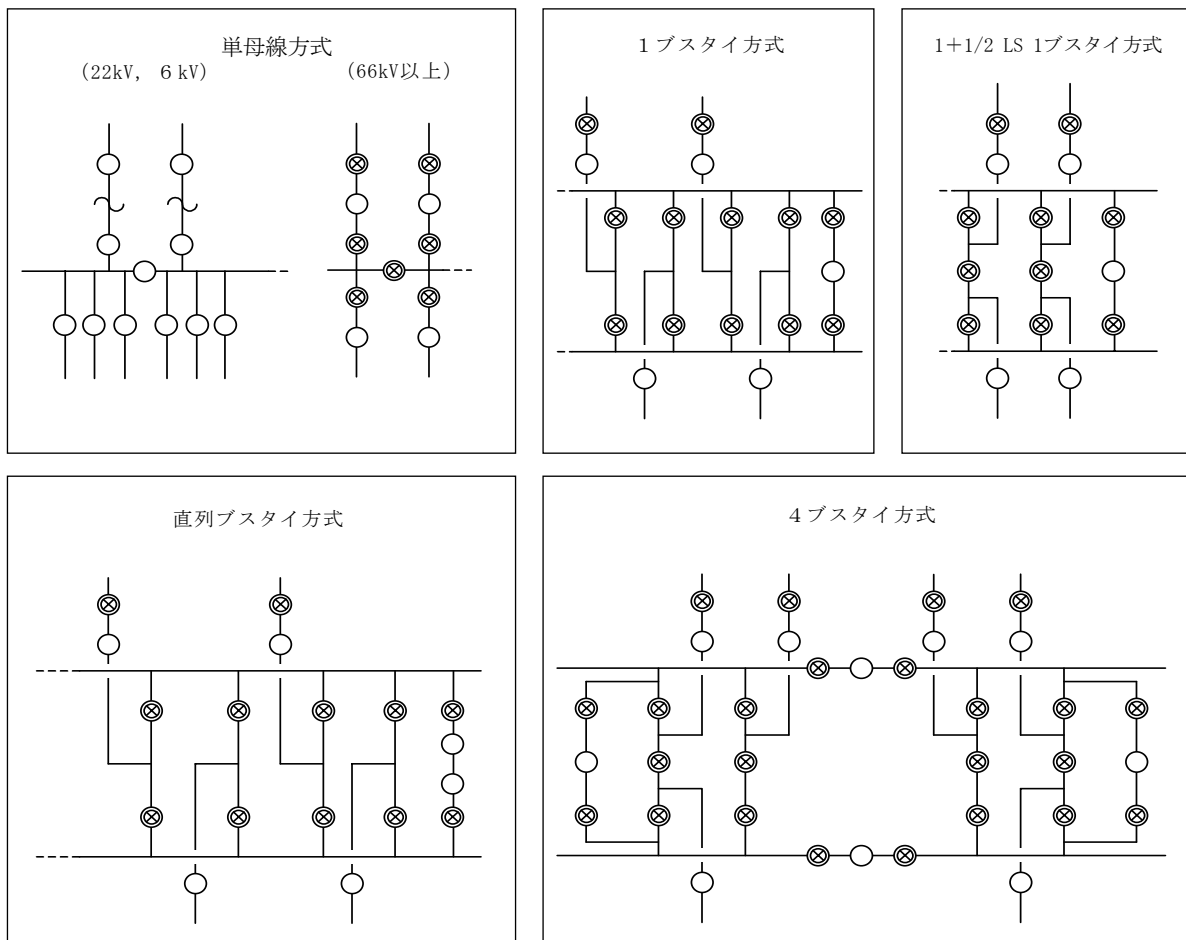 単母線方式
(22kV, 6kV)
(66kV以上)
1ブスタイ方式
1+1/2 LS 1ブスタイ方式
直列ブスタイ方式
4ブスタイ方式